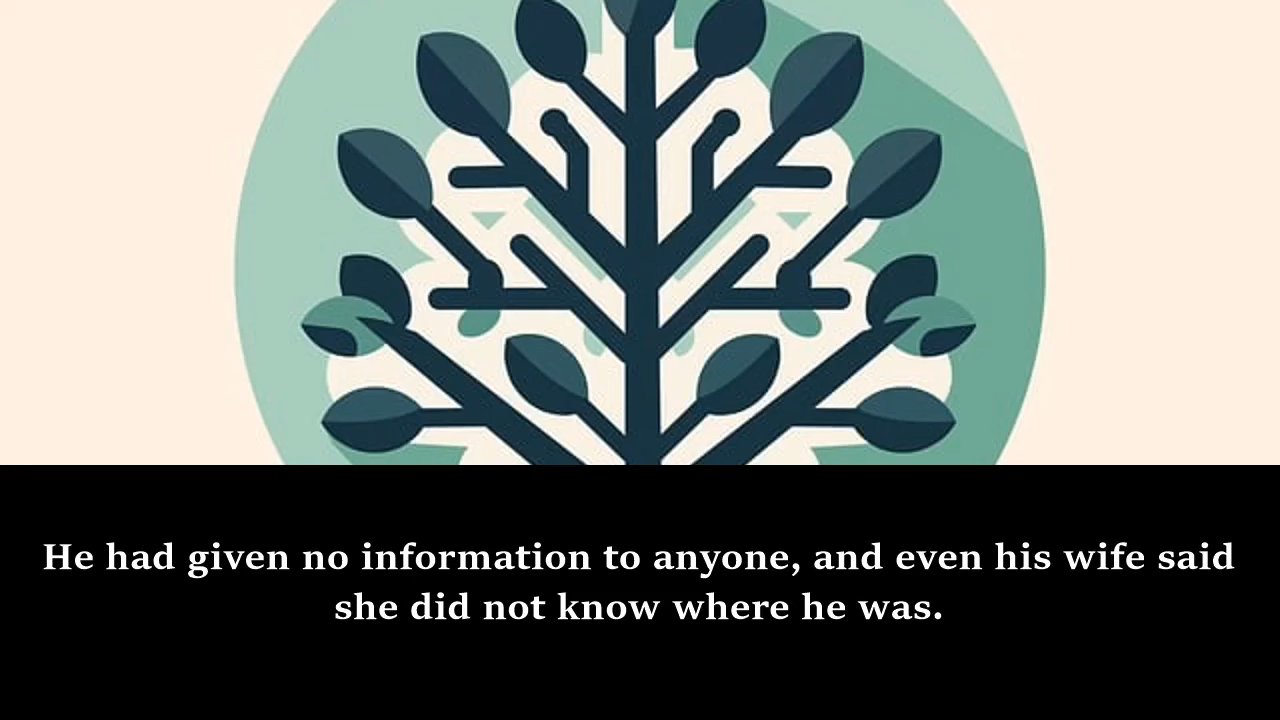 He had given no information to anyone, and even his wife said
she did not know where he was.